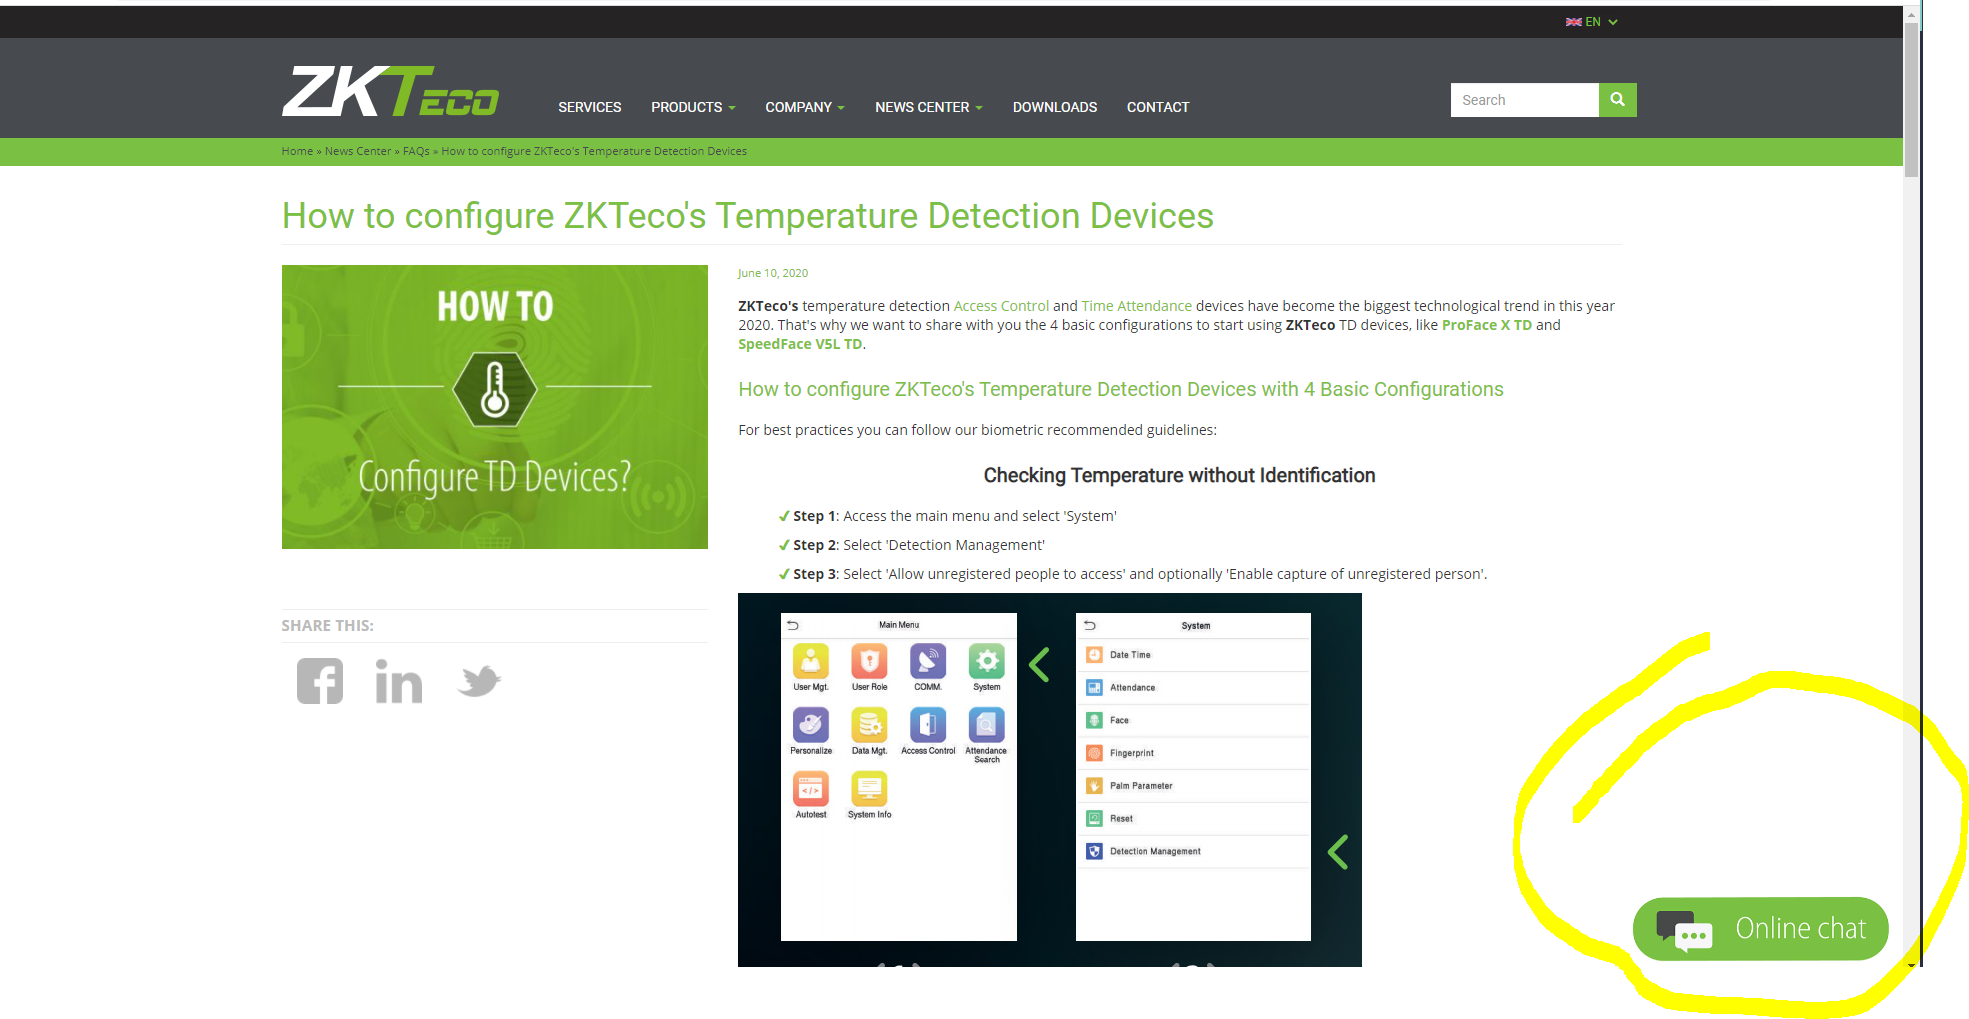 EN
ZKTeco
SERVICES PRODUCTS COMPANY NEWS CENTER DOWNLOADS CONTACT
Search
Home » News Center » FAQs » How to configure ZKTeco's Temperature Detection Devices
How to configure ZKTeco's Temperature Detection Devices
HOW TO
Configure TD Devices?
SHARE THIS:
June 10, 2020
ZKTeco's temperature detection Access Control and Time Attendance devices have become the biggest technological trend in this year
2020. That's why we want to share with you the 4 basic configurations to start using ZKTeco TD devices, like ProFace X TD and
SpeedFace V5L TD.
How to configure ZKTeco's Temperature Detection Devices with 4 Basic Configurations
For best practices you can follow our biometric recommended guidelines:
Checking Temperature without Identification
✔ Step 1: Access the main menu and select 'System'
✔ Step 2: Select 'Detection Management'
✔ Step 3: Select 'Allow unregistered people to access' and optionally 'Enable capture of unregistered person'.
Main Menu
User Mgt. User Role COMM. System
Personalize Data Mgt. Access Control Attendance
Search
Autotest System Info
System
Date Time
Attendance
Face
Fingerprint
Palm Parameter
Reset
Detection Management
Online chat